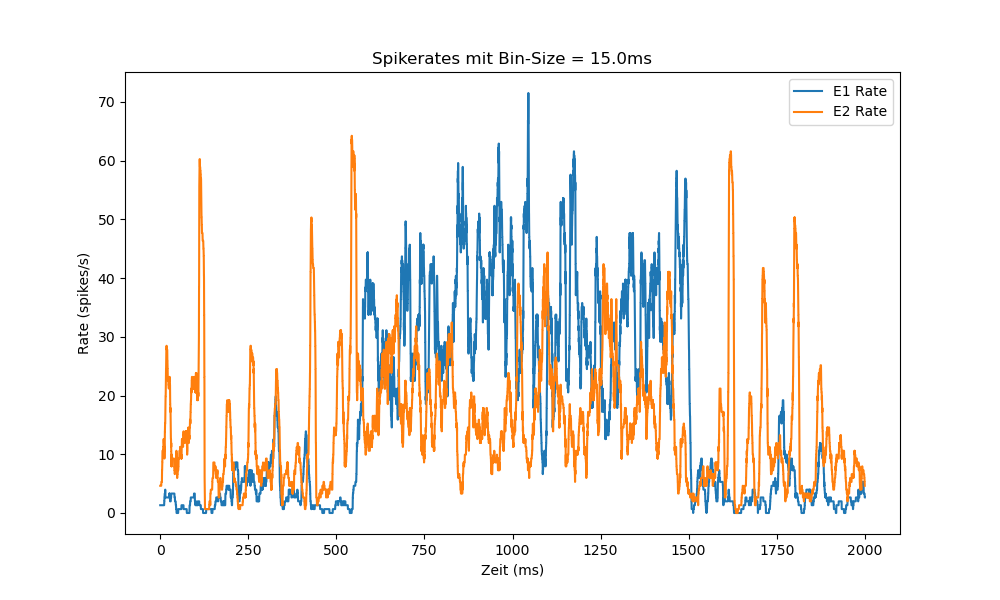 Spikerates mit Bin-Size = 15.0ms
E1 Rate
E2 Rate
70
60
50
40
30
20
10
0
Rate (spikes/s)
0 250 500 750 1000 1250 1500 1750 2000
Zeit (ms)